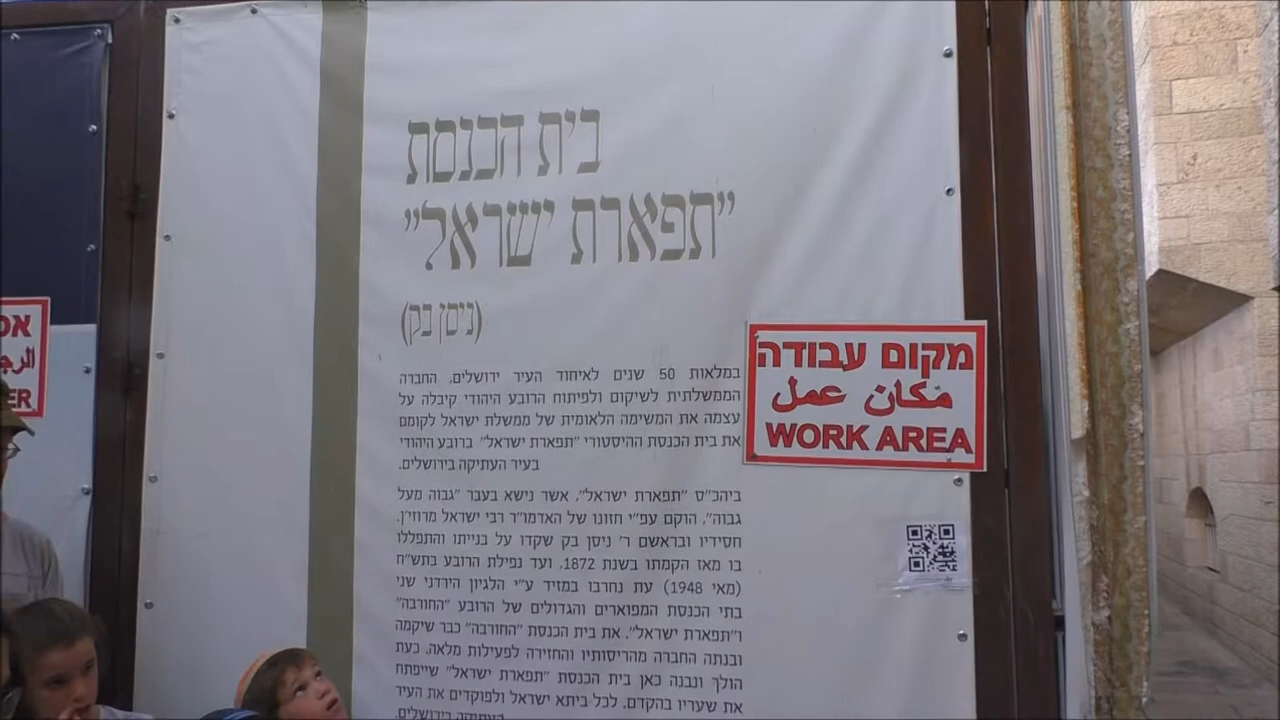 בית הכנסת
"תפארת ישראל"
(ניסן בק)
במלאות 50 שנים לאיחוד העיר ירושלים, החברה
הממשלתית לשיקום ולפיתוח הרובע היהודי קיבלה על
עצמה את המשימה הלאומית של ממשלת ישראל לקומם
את בית הכנסת ההיסטורי "תפארת ישראל" ברובע היהודי
בעיר העתיקה בירושלים.
ביהכ"ס "תפארת ישראל", אשר נישא בעבר "גבוה מעל
גבוה", הוקם עפ"י חזונו של האדמו"ר רבי ישראל מרוזי'ן.
חסידיו ובראשם ר' ניסן בק שקדו על בנייתו והתפללו
בו מאז הקמתו בשנת 1872, ועד נפילת הרובע בתש"ח
(מאי 1948) עת נחרבו במזיד ע"י הלגיון הירדני שני
בתי הכנסת המפוארים והגדולים של הרובע "החורבה"
ו"תפארת ישראל". את בית הכנסת "החורבה" כבר שיקמה
ובנתה החברה מהריסותיו והחזירה לפעילות מלאה. כעת
הולך ונבנה כאן בית הכנסת "תפארת ישראל" שייפתח
את שעריו בהקדם. לכל ביתא ישראל ולפוקדים את העיר
העתיקה בירושלים.
מקום עבודה
مكان عمل
WORK AREA
אס
الرج
ER